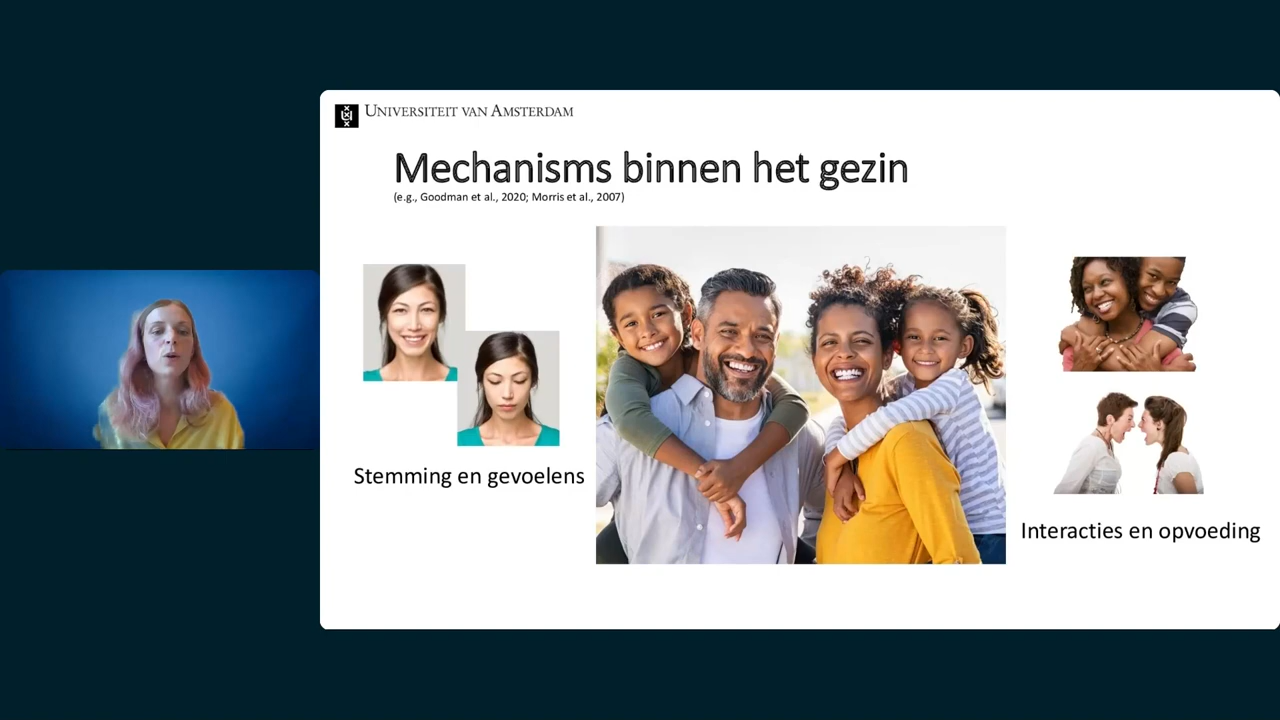 UNIVERSITEIT VAN AMSTERDAM
Mechanisms binnen het gezin
(e.g., Goodman et al., 2020; Morris et al., 2007)
Stemming en gevoelens
Interacties en opvoeding